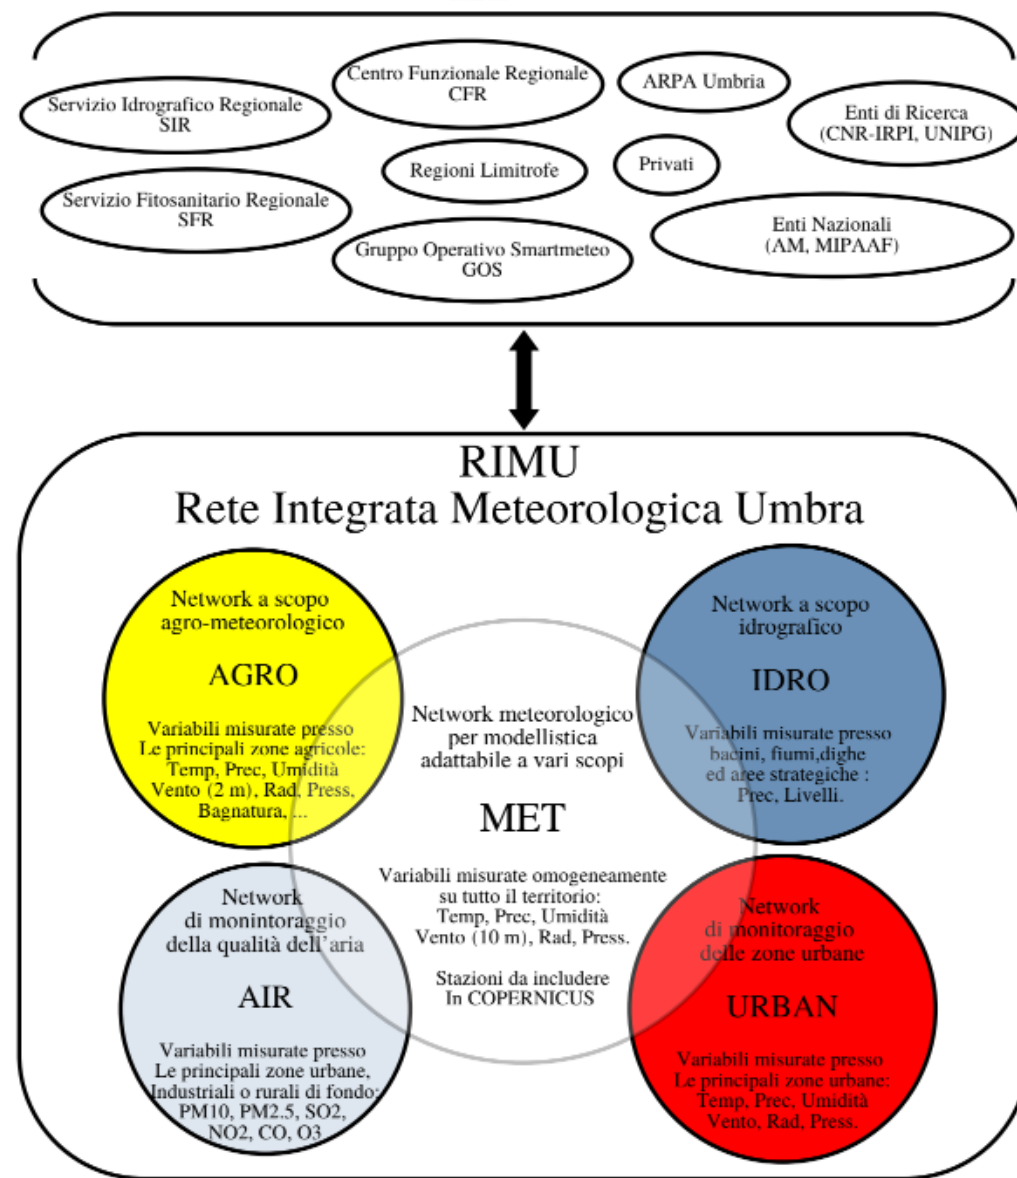 Servizio Idrografico Regionale
SIR
Centro Funzionale Regionale
CFR
ARPA Umbria
Enti di Ricerca
(CNR-IRPI, UNIPG)
Servizio Fitosanitario Regionale
SFR
Regioni Limitrofe
Privati
Gruppo Operativo Smartmeteo
GOS
Enti Nazionali
(AM, MIPAAF)
RIMU
Rete Integrata Meteorologica Umbra
Network a scopo
agro-meteorologico
AGRO
Variabili misurate presso
Le principali zone agricole:
Temp, Prec, Umidità
Vento (2 m), Rad, Press,
Bagnatura, ...
Network a scopo
idrografico
IDRO
Variabili misurate presso
bacini, fiumi,dighe
ed aree strategiche :
Prec, Livelli.
Network meteorologico
per modellistica
adattabile a vari scopi
MET
Variabili misurate omogeneamente
su tutto il territorio:
Temp, Prec, Umidità
Vento (10 m), Rad, Press.
Stazioni da includere
In COPERNICUS
Network
di monintoraggio
della qualità dell'aria
AIR
Variabili misurate presso
Le principali zone urbane,
Industriali o rurali di fondo:
PM10, PM2.5, SO2,
NO2, CO, O3
Network
di monitoraggio
delle zone urbane
URBAN
Variabili misurate presso
Le principali zone urbane:
Temp, Prec, Umidità
Vento, Rad, Press.